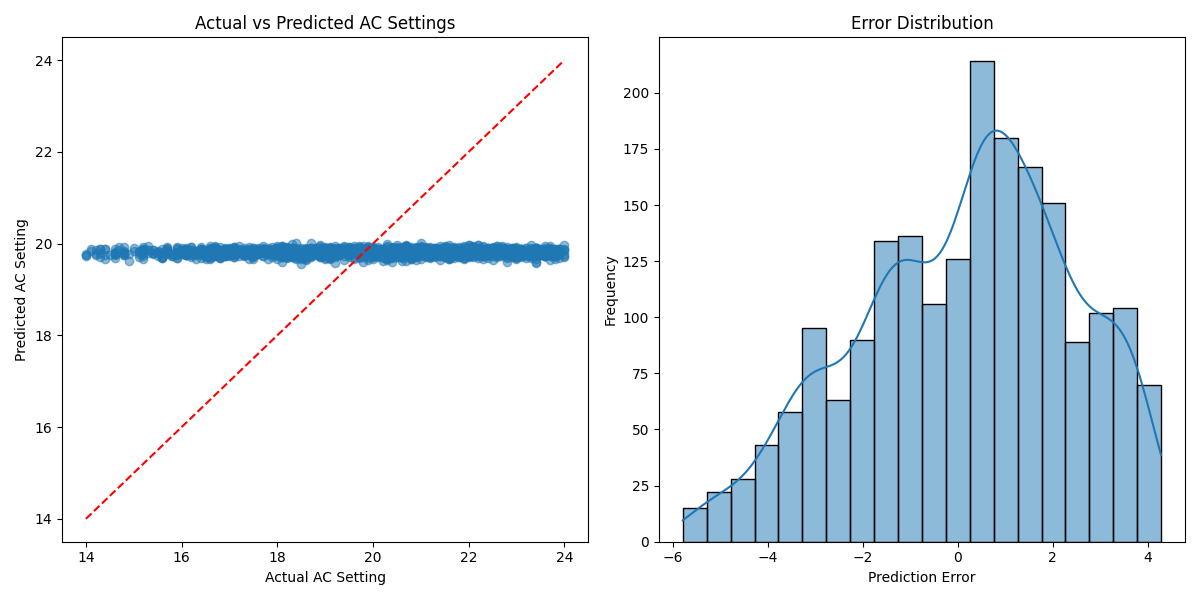 Actual vs Predicted AC Settings
24
22
20
18
16
14
Predicted AC Setting
14 16 18 20 22 24
Actual AC Setting
Error Distribution
200
175
150
125
100
75
50
25
0
Frequency
−6 −4 −2 0 2 4
Prediction Error